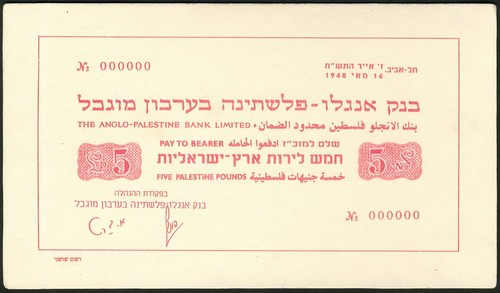 № 000000
תל-אביב, ז׳ אייר התש״ח
16 מאי 1948
בנק אנגלו-פלשתינה בערבון מוגבל
THE ANGLO-PALESTINE BANK LIMITED • بنك الانجلو فلسطين محدود الضمان
שלם למוכ״ז ادفعوا لحامله PAY TO BEARER
חמש לירות ארץ-ישראליות
FIVE PALESTINE POUNDS خمسة جنيهات فلسطينية
5
5
בפקודת ההנהלה
בנק אנגלו-פלשתינה בערבון מוגבל
№ 000000